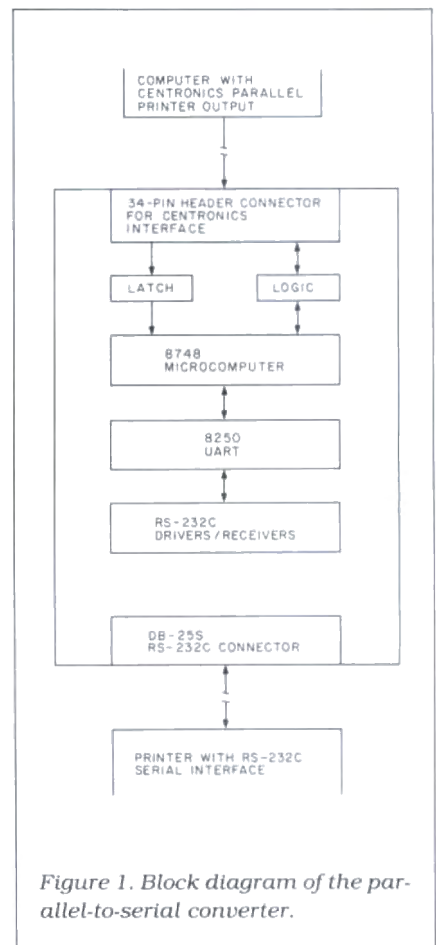 COMPUTER WITH
CENTRONICS PARALLEL
PRINTER OUTPUT
34-PIN HEADER CONNECTOR
FOR CENTRONICS
INTERFACE
LATCH
LOGIC
8748
MICROCOMPUTER
8250
UART
RS-232C
DRIVERS/RECEIVERS
DB-25S
RS-232C CONNECTOR
PRINTER WITH RS-232C
SERIAL INTERFACE
Figure 1. Block diagram of the par-
allel-to-serial converter.